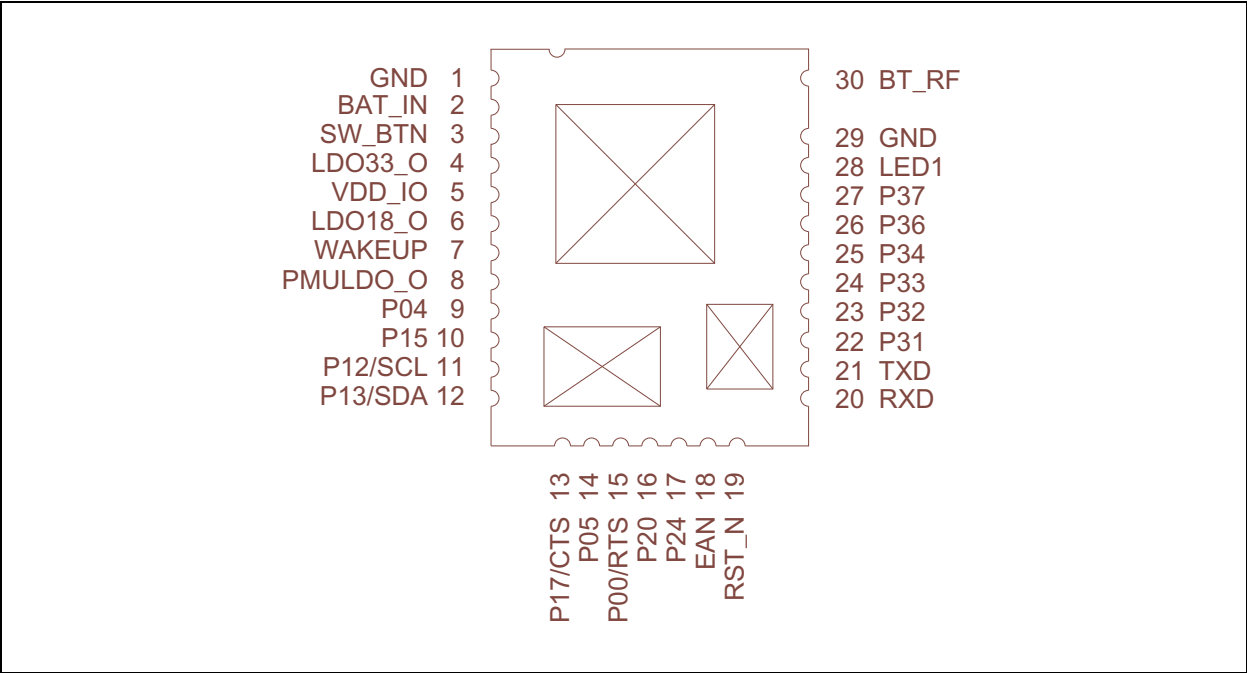 GND 1
BAT_IN 2
SW_BTN 3
LDO33_O 4
VDD_IO 5
LDO18_O 6
WAKEUP 7
PMULDO_O 8
P04 9
P15 10
P12/SCL 11
P13/SDA 12
P17/CTS 13
P05 14
P00/RTS 15
P20 16
P24 17
EAN 18
RST_N 19
30 BT_RF
29 GND
28 LED1
27 P37
26 P36
25 P34
24 P33
23 P32
22 P31
21 TXD
20 RXD